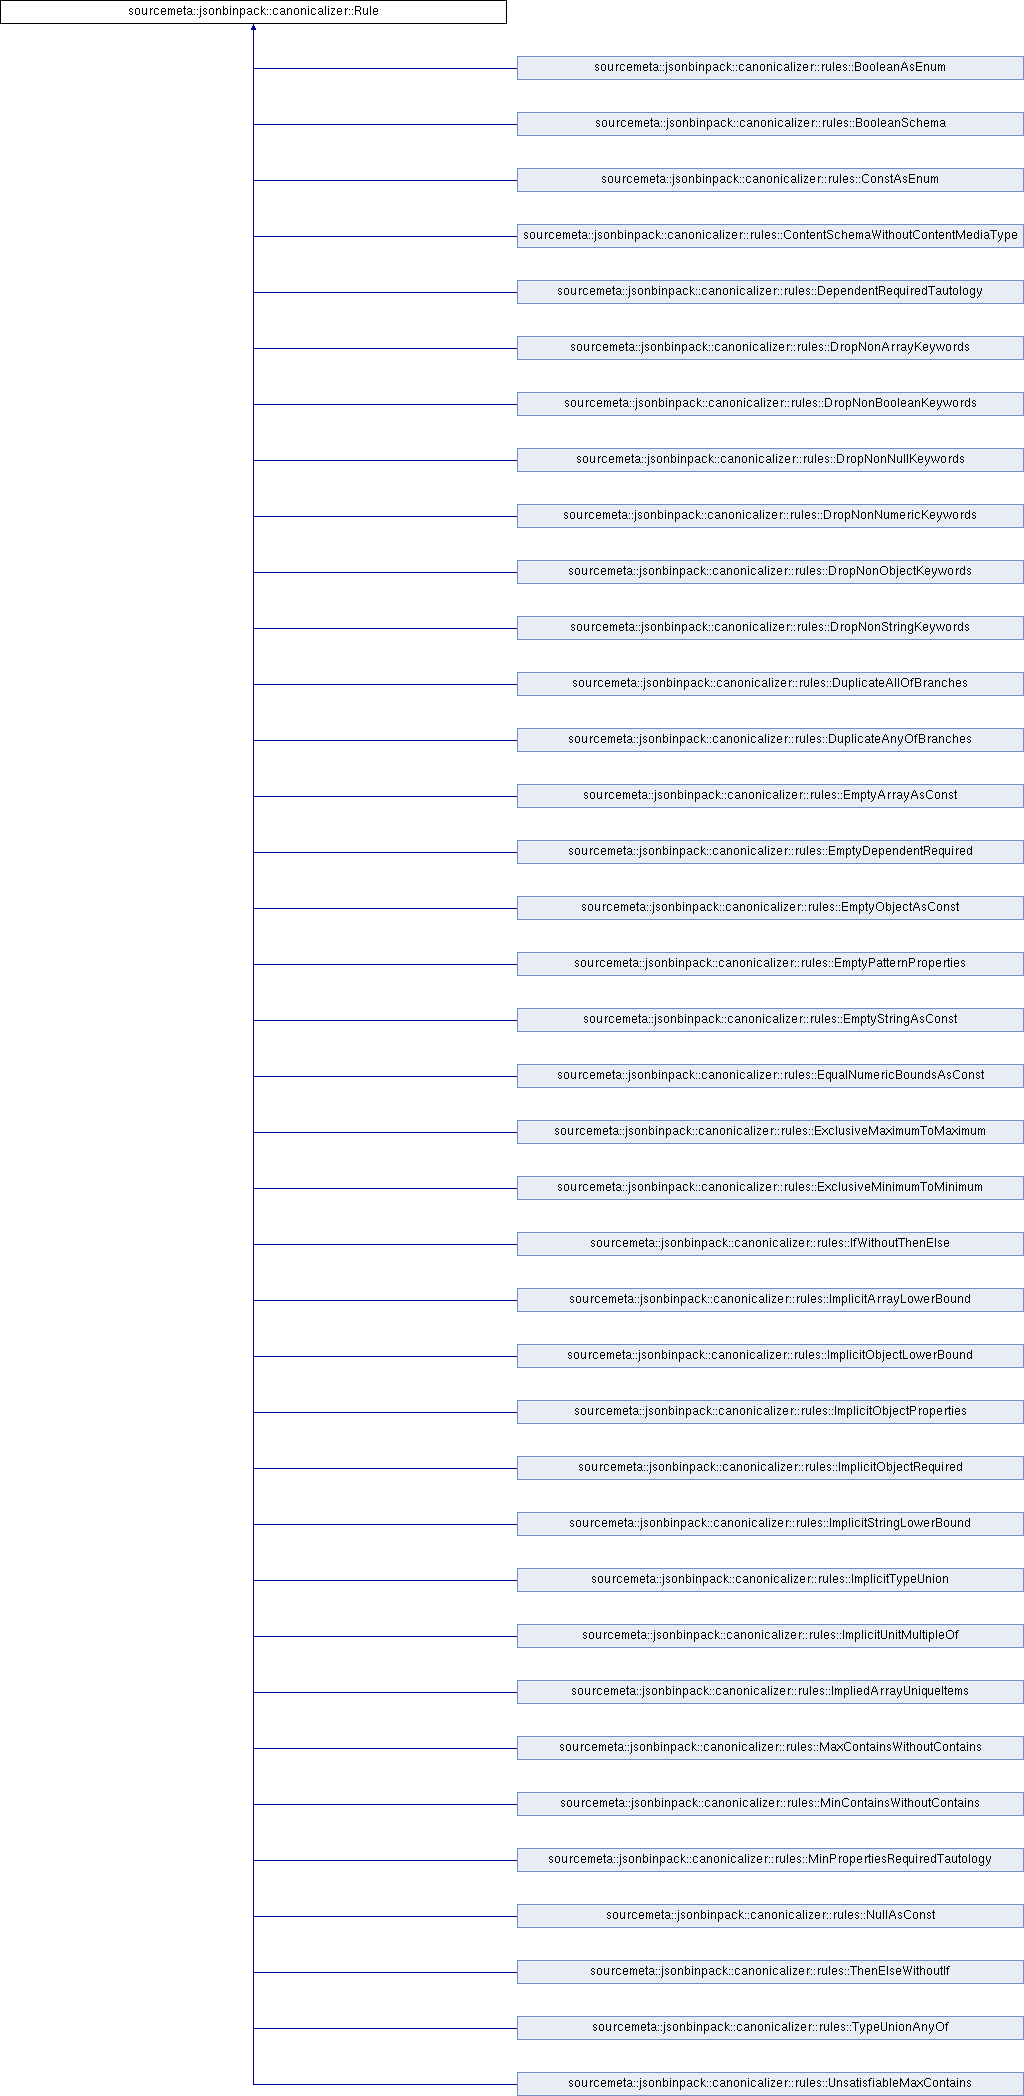 sourcemeta::jsonbinpack::canonicalizer::Rule
sourcemeta::jsonbinpack::canonicalizer::rules::BooleanAsEnum
sourcemeta::jsonbinpack::canonicalizer::rules::BooleanSchema
sourcemeta::jsonbinpack::canonicalizer::rules::ConstAsEnum
sourcemeta::jsonbinpack::canonicalizer::rules::ContentSchemaWithoutContentMediaType
sourcemeta::jsonbinpack::canonicalizer::rules::DependentRequiredTautology
sourcemeta::jsonbinpack::canonicalizer::rules::DropNonArrayKeywords
sourcemeta::jsonbinpack::canonicalizer::rules::DropNonBooleanKeywords
sourcemeta::jsonbinpack::canonicalizer::rules::DropNonNullKeywords
sourcemeta::jsonbinpack::canonicalizer::rules::DropNonNumericKeywords
sourcemeta::jsonbinpack::canonicalizer::rules::DropNonObjectKeywords
sourcemeta::jsonbinpack::canonicalizer::rules::DropNonStringKeywords
sourcemeta::jsonbinpack::canonicalizer::rules::DuplicateAllOfBranches
sourcemeta::jsonbinpack::canonicalizer::rules::DuplicateAnyOfBranches
sourcemeta::jsonbinpack::canonicalizer::rules::EmptyArrayAsConst
sourcemeta::jsonbinpack::canonicalizer::rules::EmptyDependentRequired
sourcemeta::jsonbinpack::canonicalizer::rules::EmptyObjectAsConst
sourcemeta::jsonbinpack::canonicalizer::rules::EmptyPatternProperties
sourcemeta::jsonbinpack::canonicalizer::rules::EmptyStringAsConst
sourcemeta::jsonbinpack::canonicalizer::rules::EqualNumericBoundsAsConst
sourcemeta::jsonbinpack::canonicalizer::rules::ExclusiveMaximumToMaximum
sourcemeta::jsonbinpack::canonicalizer::rules::ExclusiveMinimumToMinimum
sourcemeta::jsonbinpack::canonicalizer::rules::IfWithoutThenElse
sourcemeta::jsonbinpack::canonicalizer::rules::ImplicitArrayLowerBound
sourcemeta::jsonbinpack::canonicalizer::rules::ImplicitObjectLowerBound
sourcemeta::jsonbinpack::canonicalizer::rules::ImplicitObjectProperties
sourcemeta::jsonbinpack::canonicalizer::rules::ImplicitObjectRequired
sourcemeta::jsonbinpack::canonicalizer::rules::ImplicitStringLowerBound
sourcemeta::jsonbinpack::canonicalizer::rules::ImplicitTypeUnion
sourcemeta::jsonbinpack::canonicalizer::rules::ImplicitUnitMultipleOf
sourcemeta::jsonbinpack::canonicalizer::rules::ImpliedArrayUniqueItems
sourcemeta::jsonbinpack::canonicalizer::rules::MaxContainsWithoutContains
sourcemeta::jsonbinpack::canonicalizer::rules::MinContainsWithoutContains
sourcemeta::jsonbinpack::canonicalizer::rules::MinPropertiesRequiredTautology
sourcemeta::jsonbinpack::canonicalizer::rules::NullAsConst
sourcemeta::jsonbinpack::canonicalizer::rules::ThenElseWithoutIf
sourcemeta::jsonbinpack::canonicalizer::rules::TypeUnionAnyOf
sourcemeta::jsonbinpack::canonicalizer::rules::UnsatisfiableMaxContains